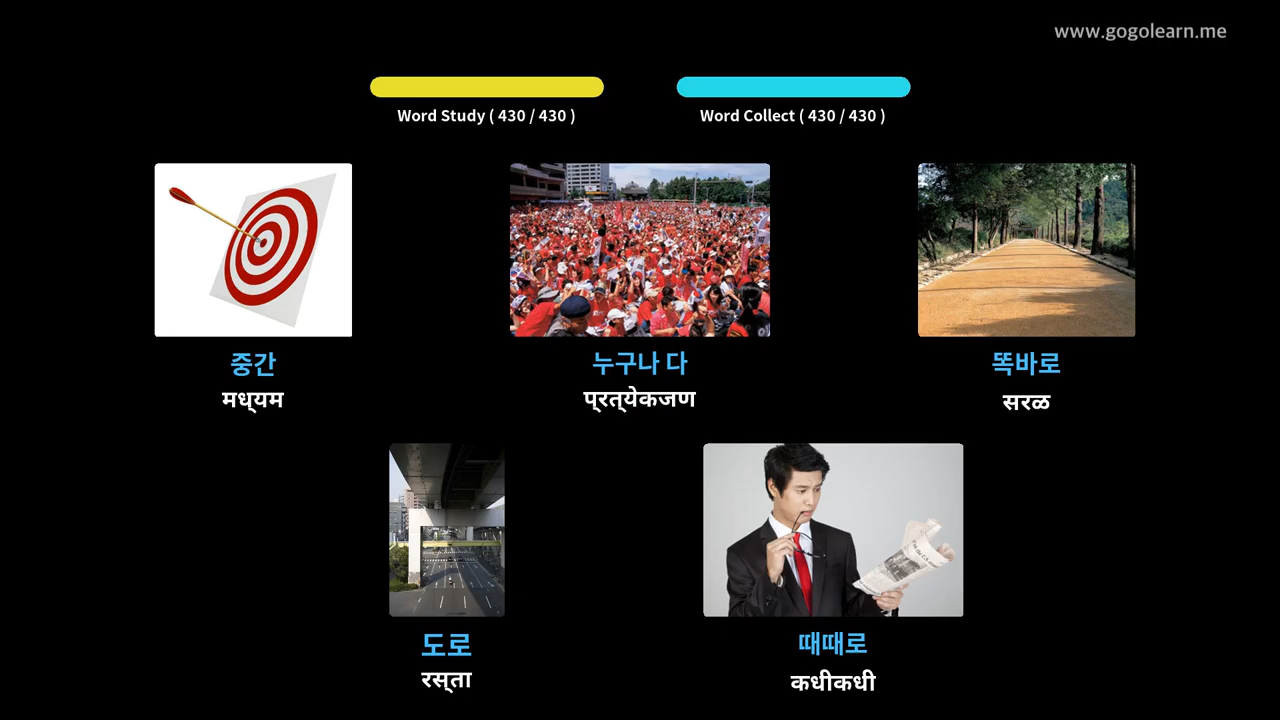 www.gogolearn.me
Word Study ( 430 / 430 )
Word Collect ( 430 / 430 )
중간
मध्यम
누구나 다
प्रत्येकजण
똑바로
सरळ
도로
रस्ता
때때로
कधीकधी